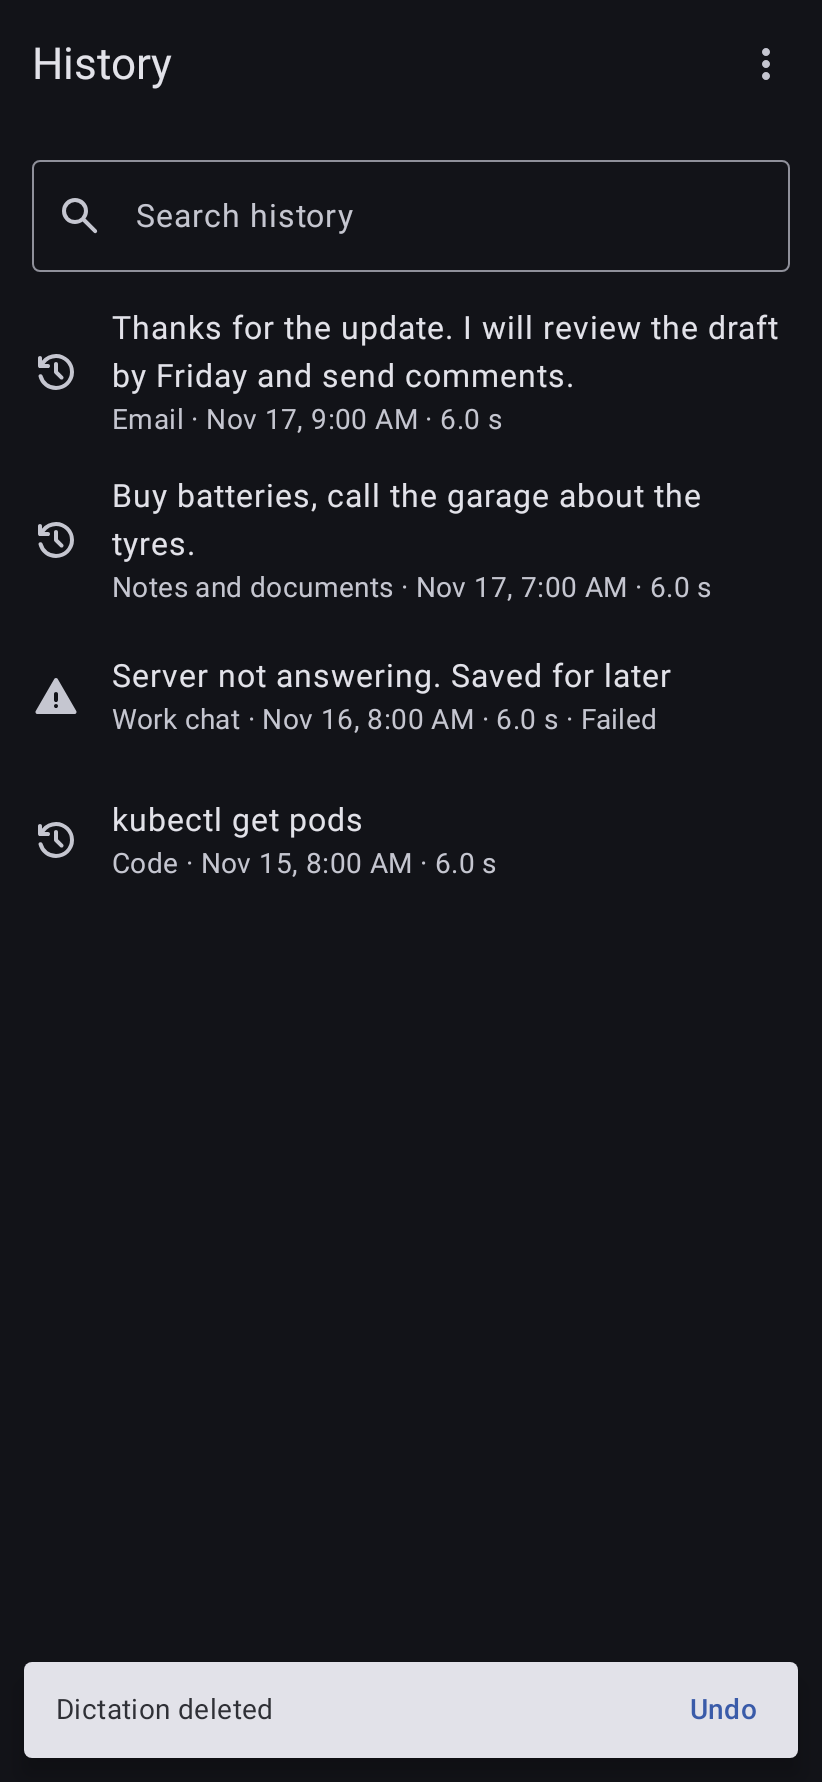 History
Search history
Thanks for the update. I will review the draft
by Friday and send comments.
Email · Nov 17, 9:00 AM · 6.0 s
Buy batteries, call the garage about the
tyres.
Notes and documents · Nov 17, 7:00 AM · 6.0 s
Server not answering. Saved for later
Work chat · Nov 16, 8:00 AM · 6.0 s · Failed
kubectl get pods
Code · Nov 15, 8:00 AM · 6.0 s
Dictation deleted
Undo